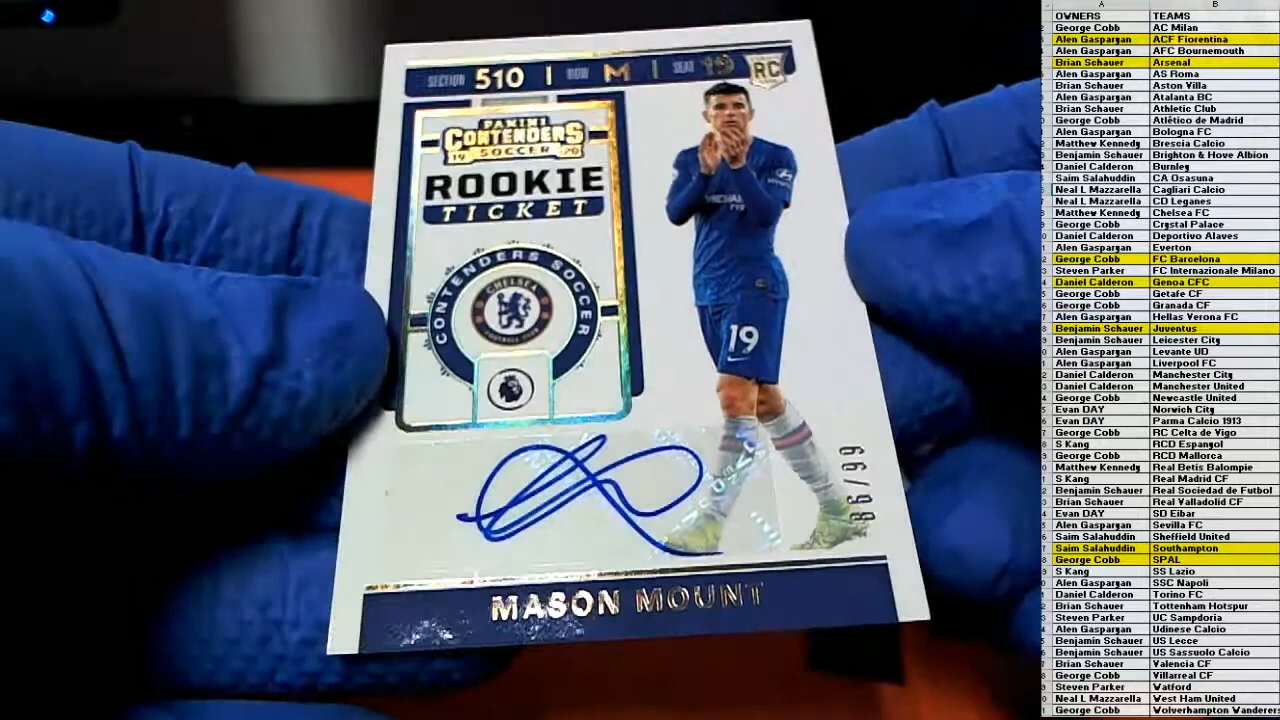 SECTION 510 | ROW M | SEAT 19 RC
PANINI
CONTENDERS
19 SOCCER 20
ROOKIE
TICKET
CONTENDERS SOCCER
CHELSEA
FOOTBALL CLUB
19
86/99
MASON MOUNT
A B
OWNERS TEAMS
George Cobb AC Milan
Alen Gaspargan ACF Fiorentina
Alen Gaspargan AFC Bournemouth
Brian Schauer Arsenal
Alen Gaspargan AS Roma
Brian Schauer Aston Villa
Alen Gaspargan Atalanta BC
Brian Schauer Athletic Club
George Cobb Atlético de Madrid
Alen Gaspargan Bologna FC
Matthew Kennedy Brescia Calcio
Benjamin Schauer Brighton & Hove Albion
Daniel Calderon Burnley
Saim Salahuddin CA Osasuna
Neal L Mazzarella Cagliari Calcio
Neal L Mazzarella CD Leganes
Matthew Kennedy Chelsea FC
George Cobb Crystal Palace
Daniel Calderon Deportivo Alaves
Alen Gaspargan Everton
George Cobb FC Barcelona
Steven Parker FC Internazionale Milano
Daniel Calderon Genoa CFC
George Cobb Getafe CF
George Cobb Granada CF
Alen Gaspargan Hellas Verona FC
Benjamin Schauer Juventus
Benjamin Schauer Leicester City
Alen Gaspargan Levante UD
Alen Gaspargan Liverpool FC
Daniel Calderon Manchester City
Daniel Calderon Manchester United
George Cobb Newcastle United
Evan DAY Norwich City
Evan DAY Parma Calcio 1913
George Cobb RC Celta de Vigo
S Kang RCD Espanyol
George Cobb RCD Mallorca
Matthew Kennedy Real Betis Balompie
S Kang Real Madrid CF
Benjamin Schauer Real Sociedad de Futbol
Brian Schauer Real Valladolid CF
Evan DAY SD Eibar
Alen Gaspargan Sevilla FC
Saim Salahuddin Sheffield United
Saim Salahuddin Southampton
George Cobb SPAL
S Kang SS Lazio
Alen Gaspargan SSC Napoli
Daniel Calderon Torino FC
Brian Schauer Tottenham Hotspur
Steven Parker UC Sampdoria
Alen Gaspargan Udinese Calcio
Benjamin Schauer US Lecce
Benjamin Schauer US Sassuolo Calcio
Brian Schauer Valencia CF
George Cobb Villarreal CF
Steven Parker Watford
Neal L Mazzarella West Ham United
George Cobb Wolverhampton Wanderers